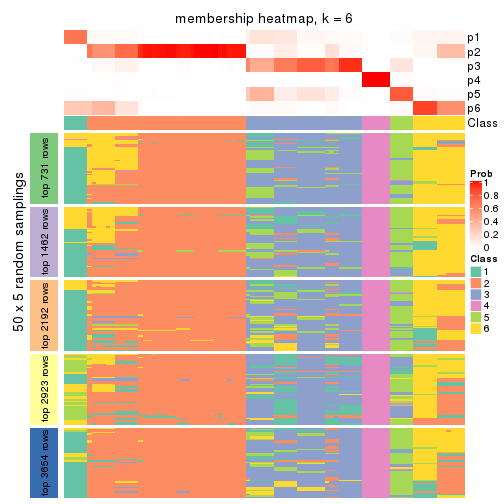 membership heatmap, k = 6
p1
p2
p3
p4
p5
p6
Class
50 x 5 random samplings
top 731 rows
top 1462 rows
top 2192 rows
top 2923 rows
top 3654 rows
Prob
1
0.8
0.6
0.4
0.2
0
Class
1
2
3
4
5
6